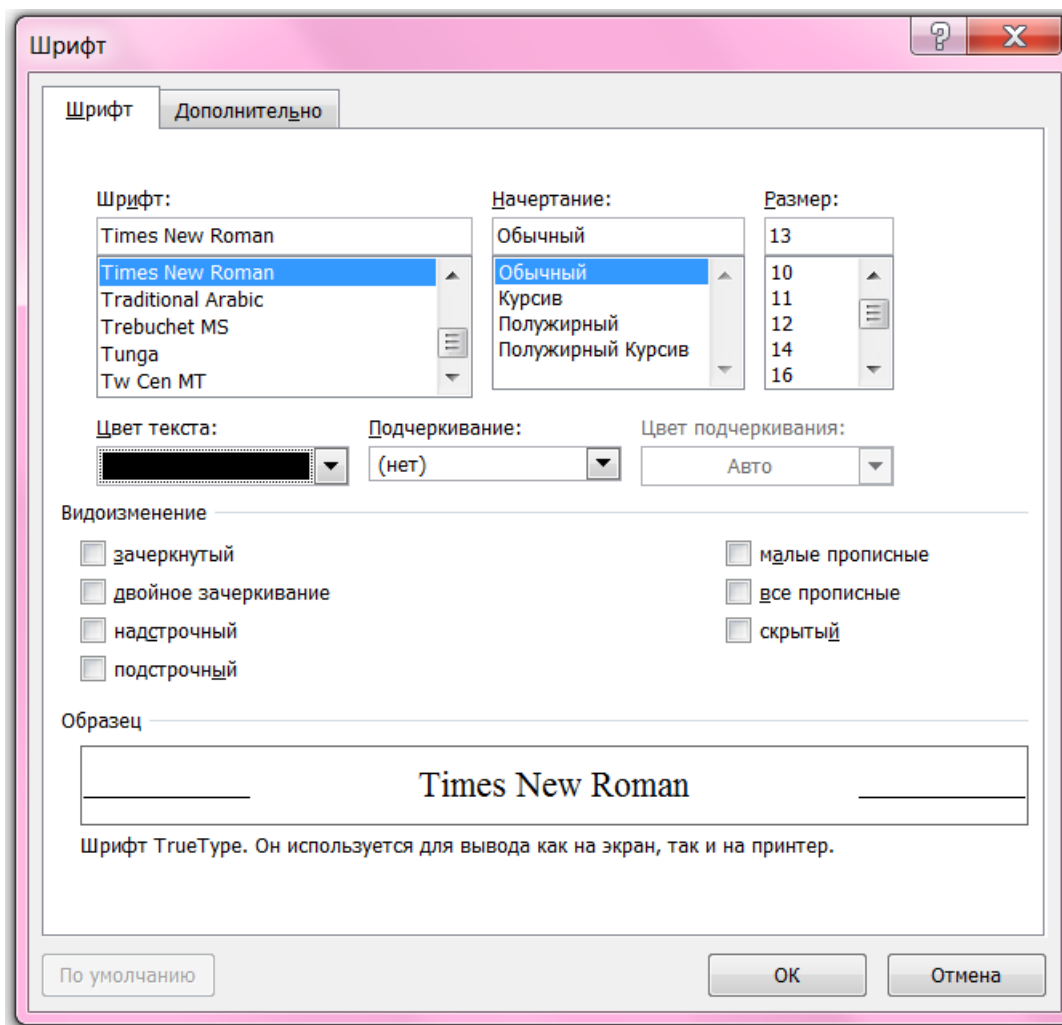 Шрифт
Шрифт Дополнительно
Шрифт: Начертание: Размер:
Times New Roman Обычный 13
Times New Roman Обычный 10
Traditional Arabic Курсив 11
Trebuchet MS Полужирный 12
Tunga Полужирный Курсив 14
Tw Cen MT 16
Цвет текста: Подчеркивание: Цвет подчеркивания:
(нет) Авто
Видоизменение
зачеркнутый малые прописные
двойное зачеркивание все прописные
надстрочный скрытый
подстрочный
Образец
Times New Roman
Шрифт TrueType. Он используется для вывода как на экран, так и на принтер.
По умолчанию ОК Отмена